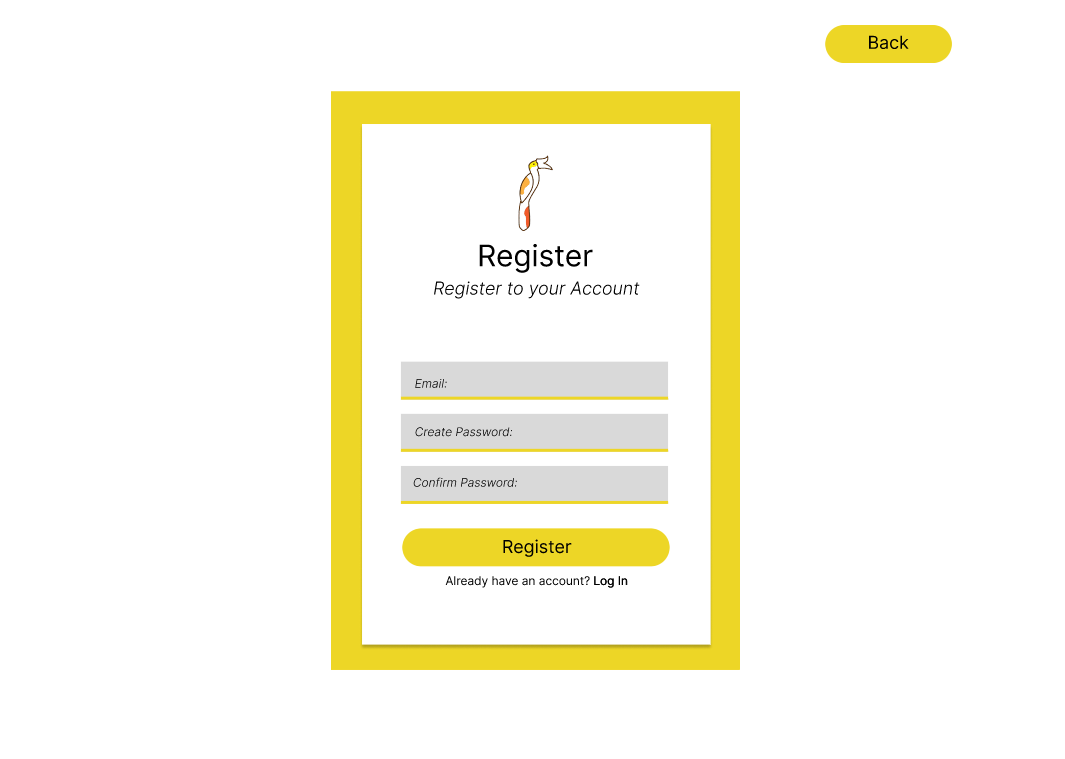 Back
Register
Register to your Account
Email:
Create Password:
Confirm Password:
Register
Already have an account? Log In